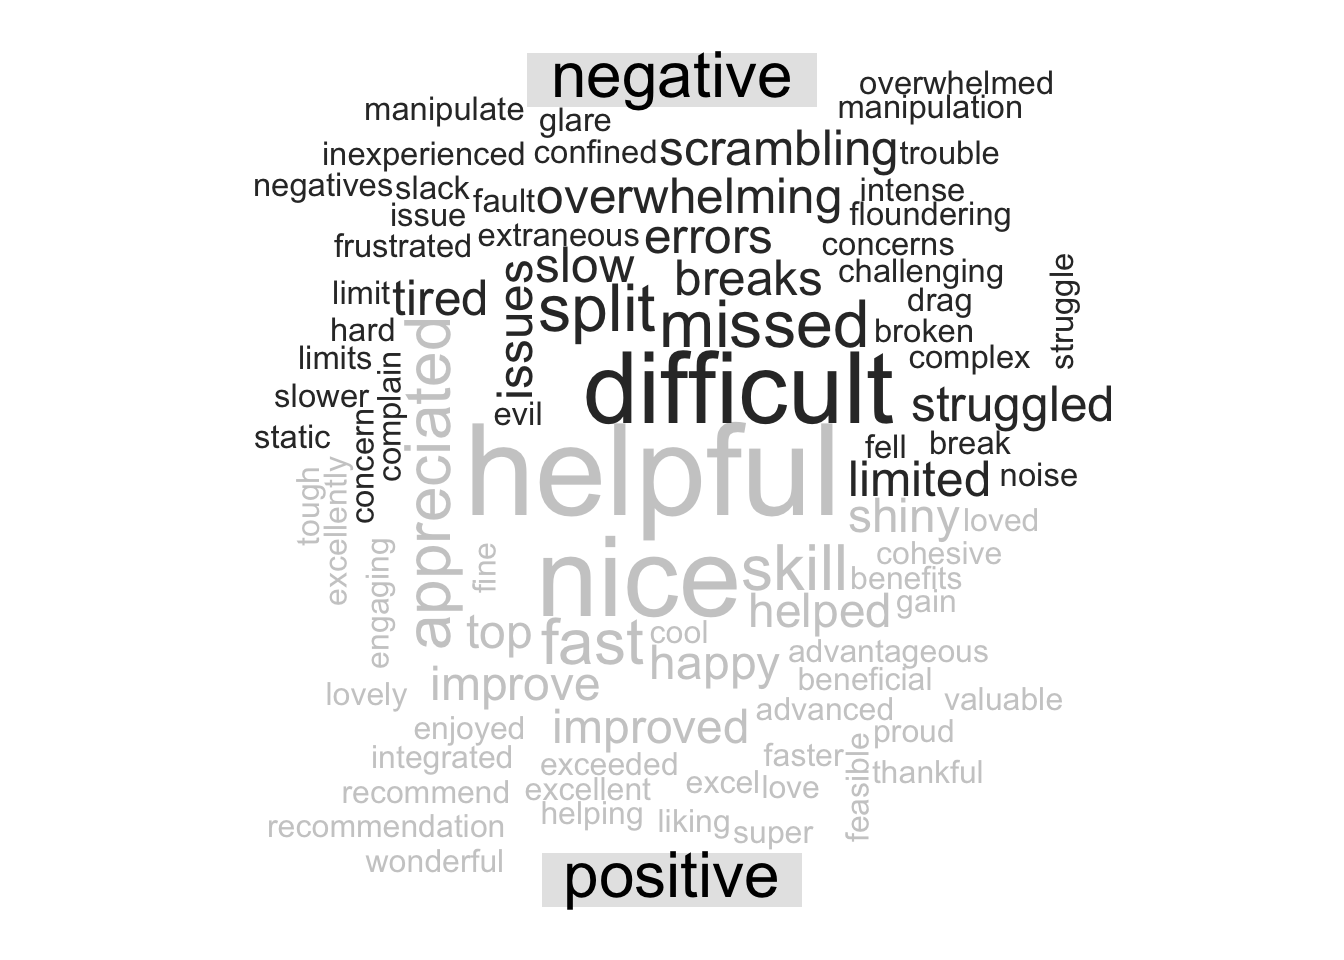 negative
overwhelmed
manipulate
glare
manipulation
inexperienced
confined
scrambling
trouble
negatives
slack
fault
overwhelming
intense
issue
floundering
frustrated
extraneous
errors
concerns
slow
breaks
challenging
struggle
limit
tired
issues
split
missed
drag
hard
broken
limits
complain
difficult
complex
slower
evil
struggled
static
concern
appreciated
helpful
fell
break
limited
noise
tough
excellently
shiny
loved
engaging
fine
nice
skill
cohesive
benefits
helped
gain
top
fast
cool
happy
advantageous
lovely
improve
beneficial
valuable
enjoyed
improved
advanced
proud
integrated
exceeded
faster
feasible
thankful
recommend
excellent
excel
love
recommendation
helping
liking
super
wonderful
positive